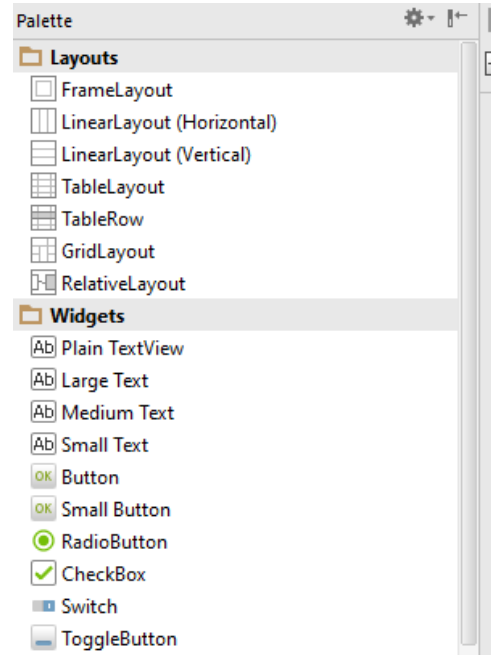 Palette
Layouts
FrameLayout
LinearLayout (Horizontal)
LinearLayout (Vertical)
TableLayout
TableRow
GridLayout
RelativeLayout
Widgets
Ab Plain TextView
Ab Large Text
Ab Medium Text
Ab Small Text
OK Button
OK Small Button
RadioButton
CheckBox
Switch
ToggleButton